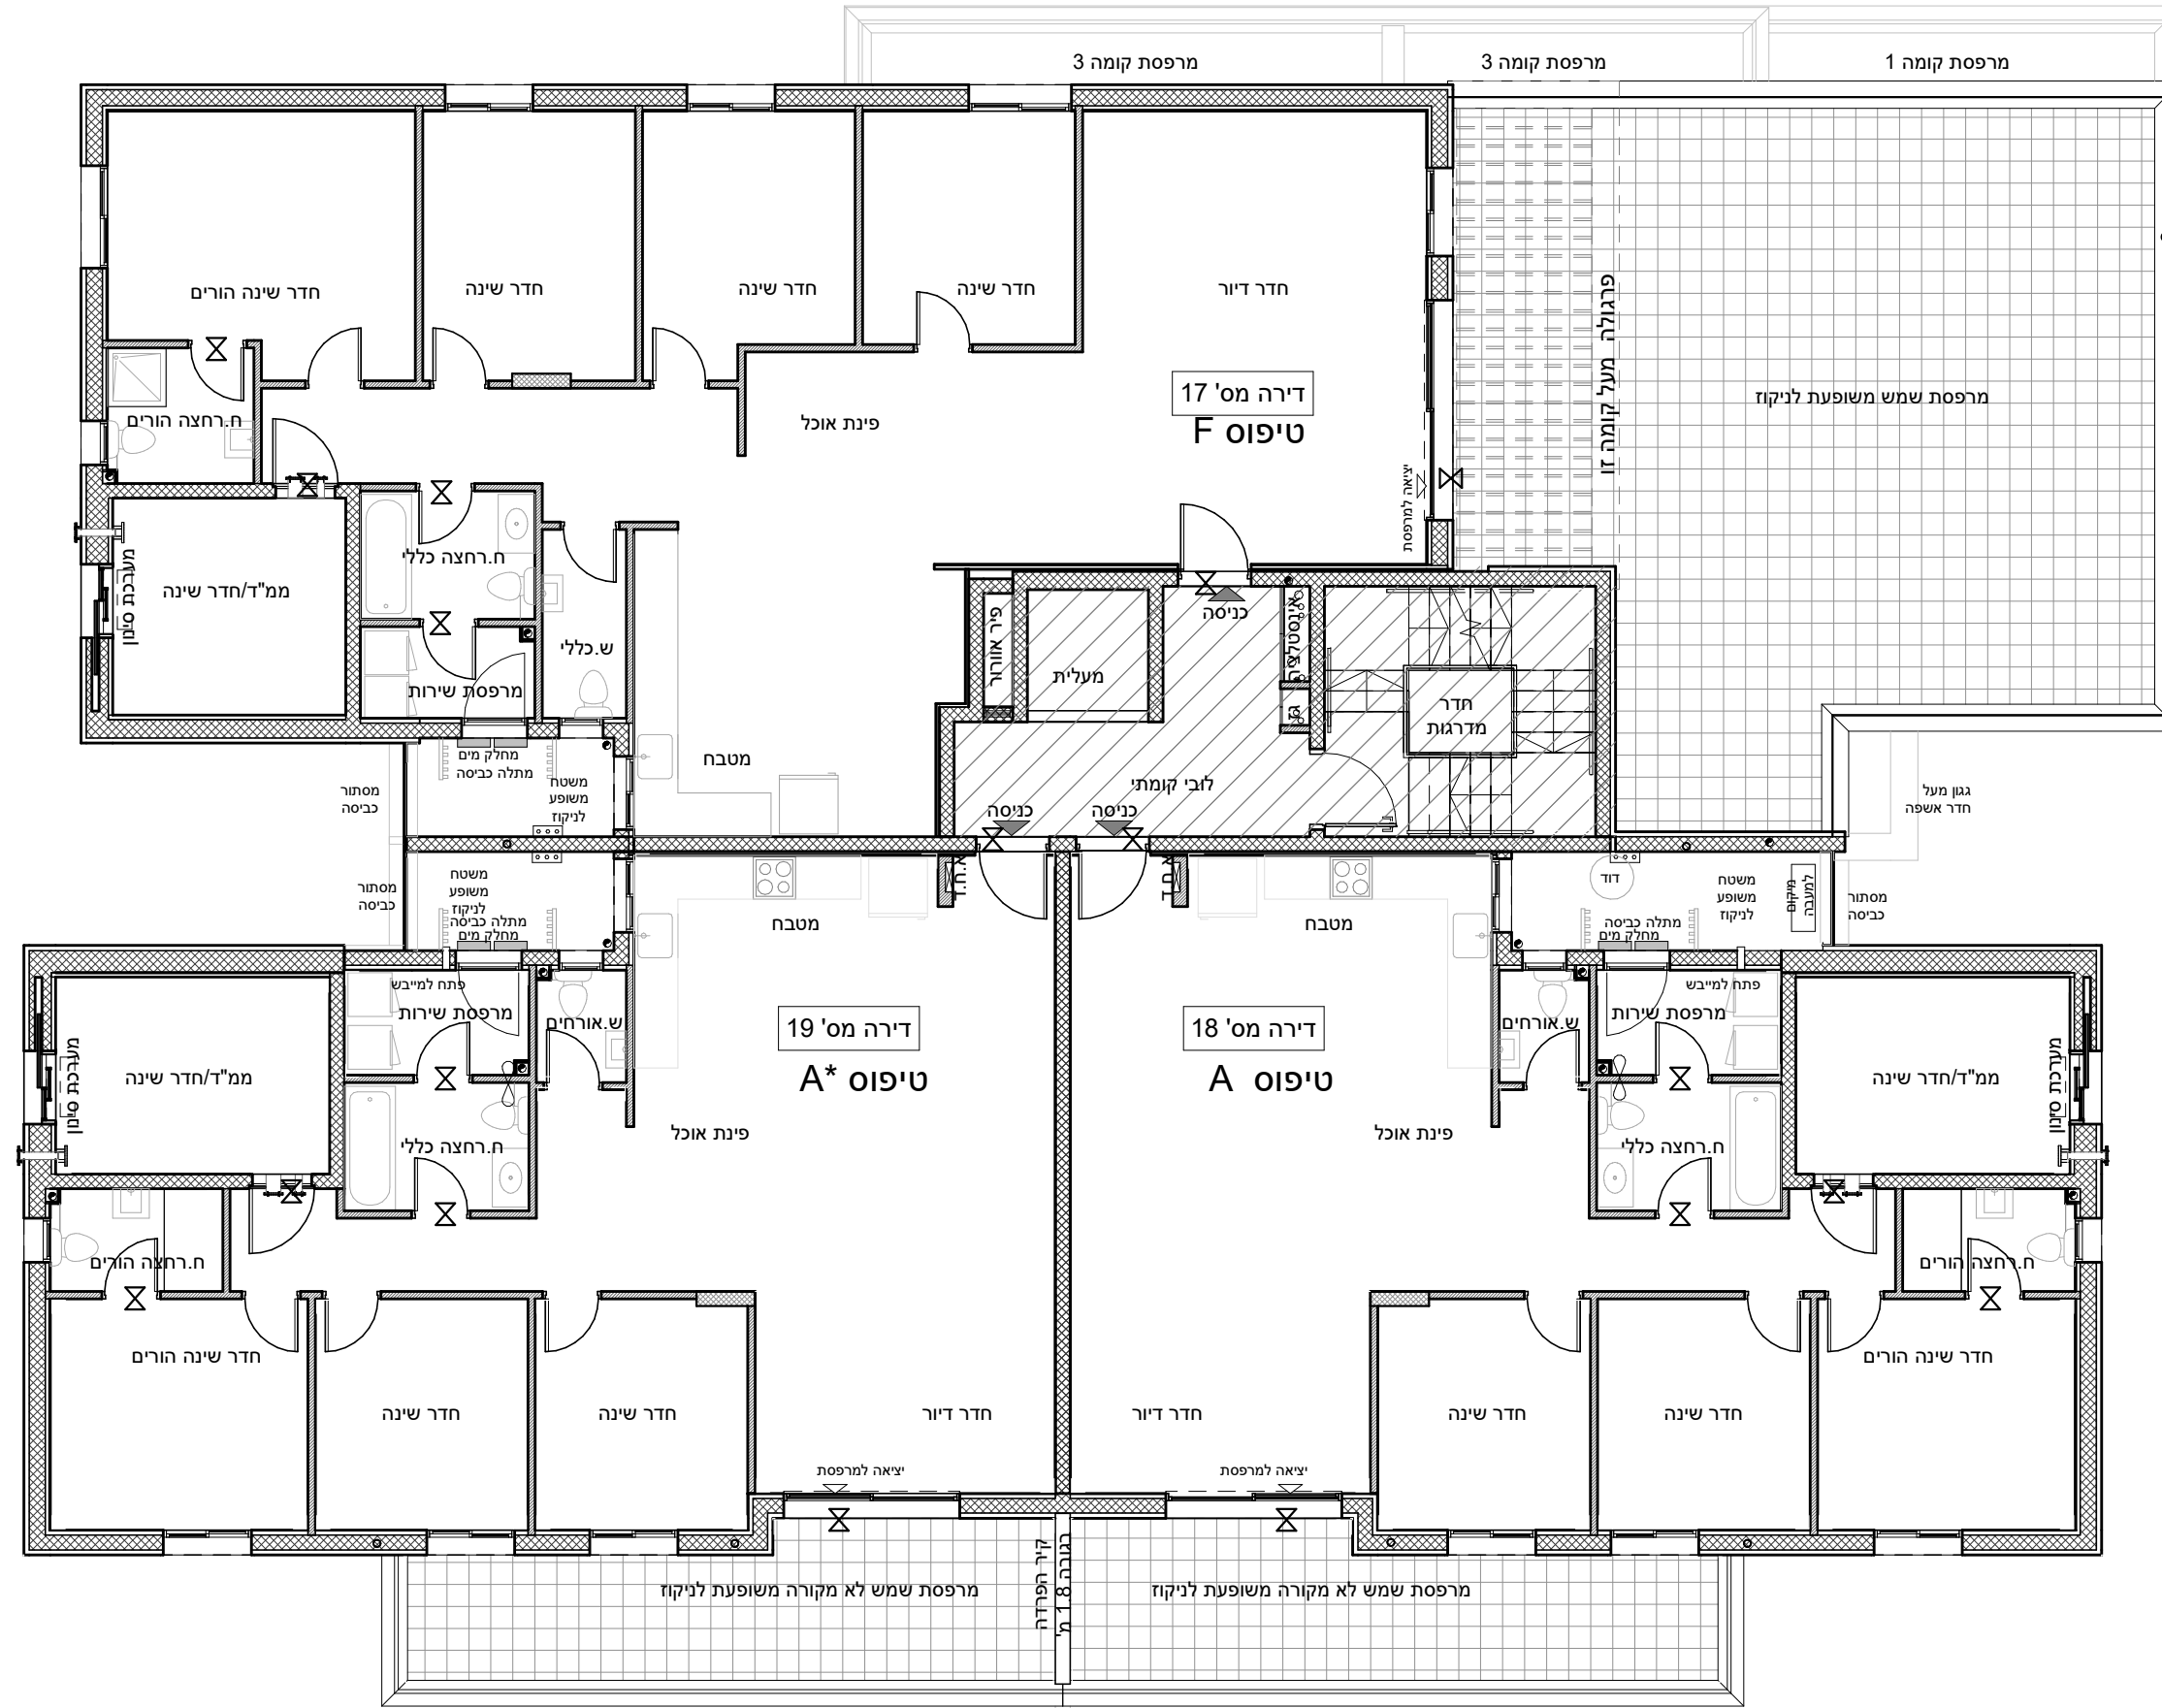 מרפסת קומה 3
מרפסת קומה 3
מרפסת קומה 1
חדר שינה הורים
חדר שינה
חדר שינה
חדר שינה
חדר דיור
דירה מס' 17
טיפוס F
פינת אוכל
ח.רחצה הורים
פרגולה מעל קומה זו
מרפסת שמש משופעת לניקוז
יציאה למרפסת
ממ"ד/חדר שינה
מערכת סינון
ח.רחצה כללי
ש.כללי
מרפסת שירות
פיר אוורור
מעלית
כניסה
אינסטלציה
גז
חדר
מדרגות
מחלק מים
מתלה כביסה
משטח
משופע
לניקוז
מסתור
כביסה
מטבח
לובי קומתי
כניסה
כניסה
גגון מעל
חדר אשפה
מסתור
כביסה
משטח
משופע
לניקוז
מתלה כביסה
מחלק מים
מטבח
א.ח.ד
א.ח.ד
מטבח
דוד
משטח
משופע
לניקוז
מיקום
למעבה
מתלה כביסה
מחלק מים
מסתור
כביסה
פתח למייבש
מרפסת שירות
ש.אורחים
דירה מס' 19
טיפוס A*
דירה מס' 18
טיפוס A
ש.אורחים
פתח למייבש
מרפסת שירות
ממ"ד/חדר שינה
מערכת סינון
ממ"ד/חדר שינה
מערכת סינון
ח.רחצה כללי
פינת אוכל
פינת אוכל
ח.רחצה כללי
ח.רחצה הורים
ח.רחצה הורים
חדר שינה הורים
חדר שינה
חדר שינה
חדר דיור
חדר דיור
חדר שינה
חדר שינה
חדר שינה הורים
יציאה למרפסת
יציאה למרפסת
מרפסת שמש לא מקורה משופעת לניקוז
קיר הפרדה
בגובה 1.8 מ'
מרפסת שמש לא מקורה משופעת לניקוז